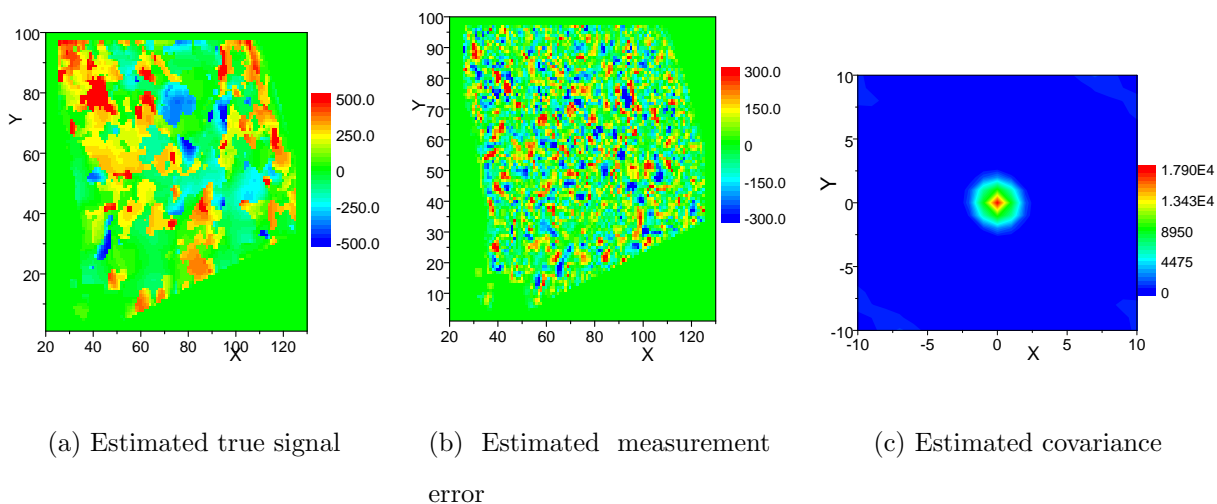 100
80
60
40
20
Y
20 40 60 80 100 120
X
500.0
250.0
0
-250.0
-500.0
100
90
80
70
60
50
40
30
20
10
Y
20 40 60 80 100 120
X
300.0
150.0
0
-150.0
-300.0
10
5
0
-5
-10
Y
-10 -5 0 5 10
X
1.790E4
1.343E4
8950
4475
0
(a) Estimated true signal
(b) Estimated measurement
error
(c) Estimated covariance